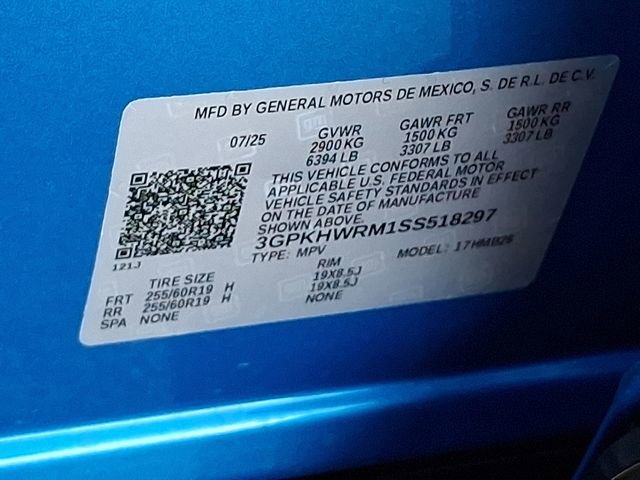 MFD BY GENERAL MOTORS DE MEXICO, S. DE R.L. DE C.V.
07/25 GVWR GAWR FRT GAWR RR
2900 KG 1500 KG 1500 KG
6394 LB 3307 LB 3307 LB
THIS VEHICLE CONFORMS TO ALL
APPLICABLE U.S. FEDERAL MOTOR
VEHICLE SAFETY STANDARDS IN EFFECT
ON THE DATE OF MANUFACTURE
SHOWN ABOVE.
3GPKHWRM1SS518297
TYPE: MPV MODEL: 17HMB26
121J
TIRE SIZE RIM
FRT 255/60R19 H 19X8.5J
RR 255/60R19 H 19X8.5J
SPA NONE NONE